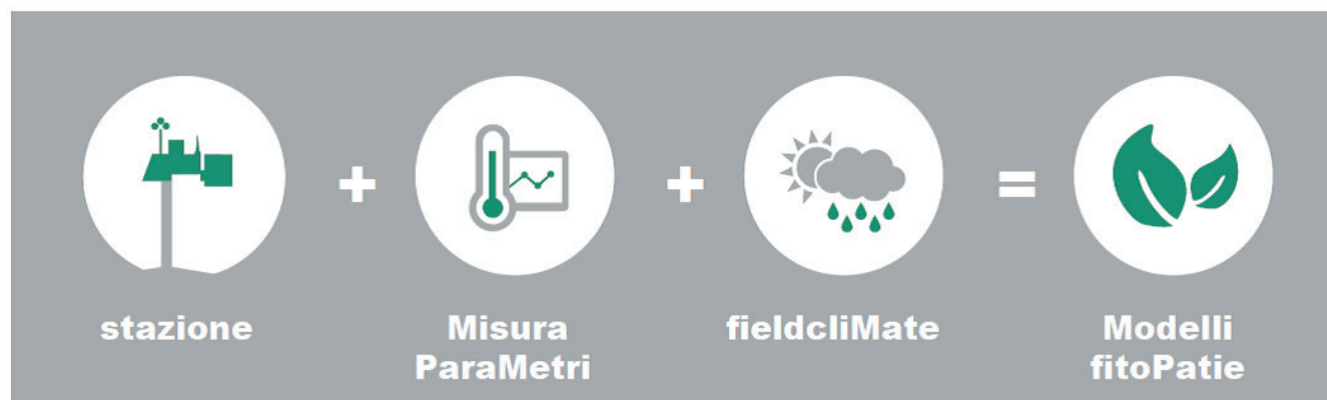 +
+
=
stazione
Misura
ParaMetri
fieldcliMate
Modelli
fitoPatie